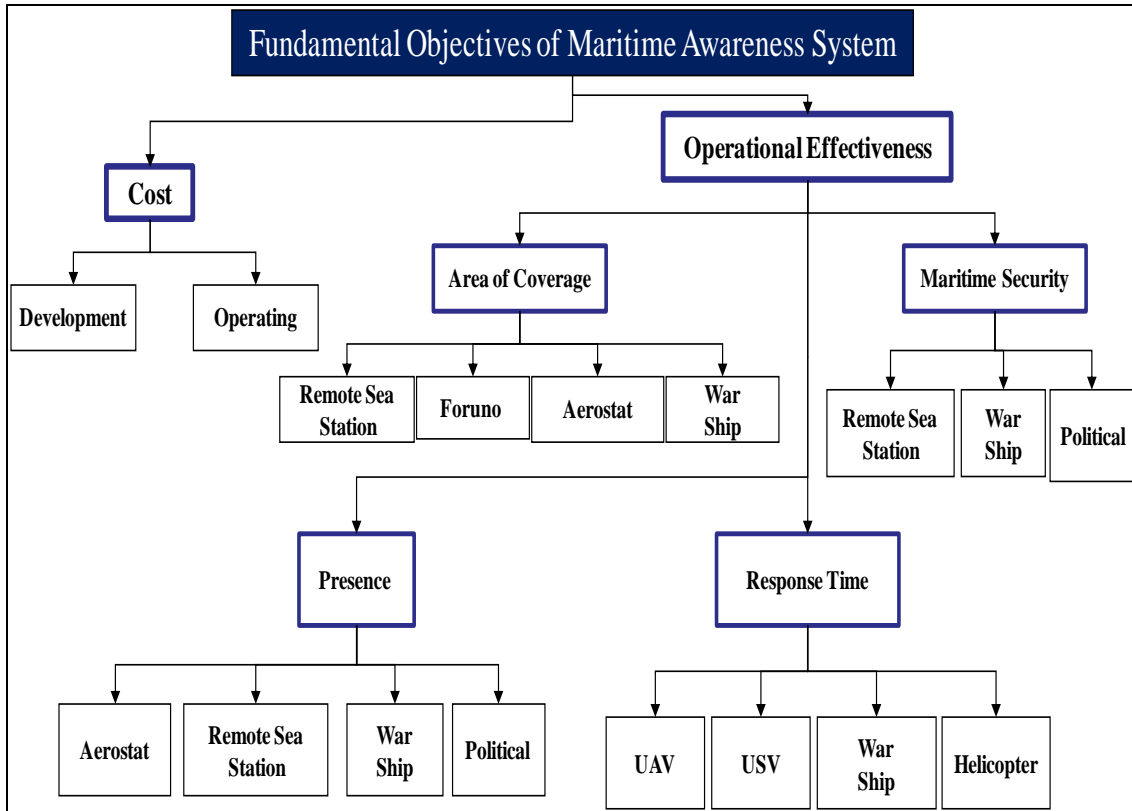 Fundamental Objectives of Maritime Awareness System
Operational Effectiveness
Cost
Area of Coverage
Maritime Security
Development
Operating
Remote Sea
Station
Foruno
Aerostat
War
Ship
Remote Sea
Station
War
Ship
Political
Presence
Response Time
Aerostat
Remote Sea
Station
War
Ship
Political
UAV
USV
War
Ship
Helicopter